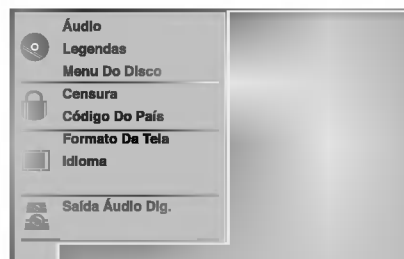 Áudio
Legendas
Menu Do Disco
Censura
Código Do País
Formato Da Tela
Idioma
Saída Áudio Dig.